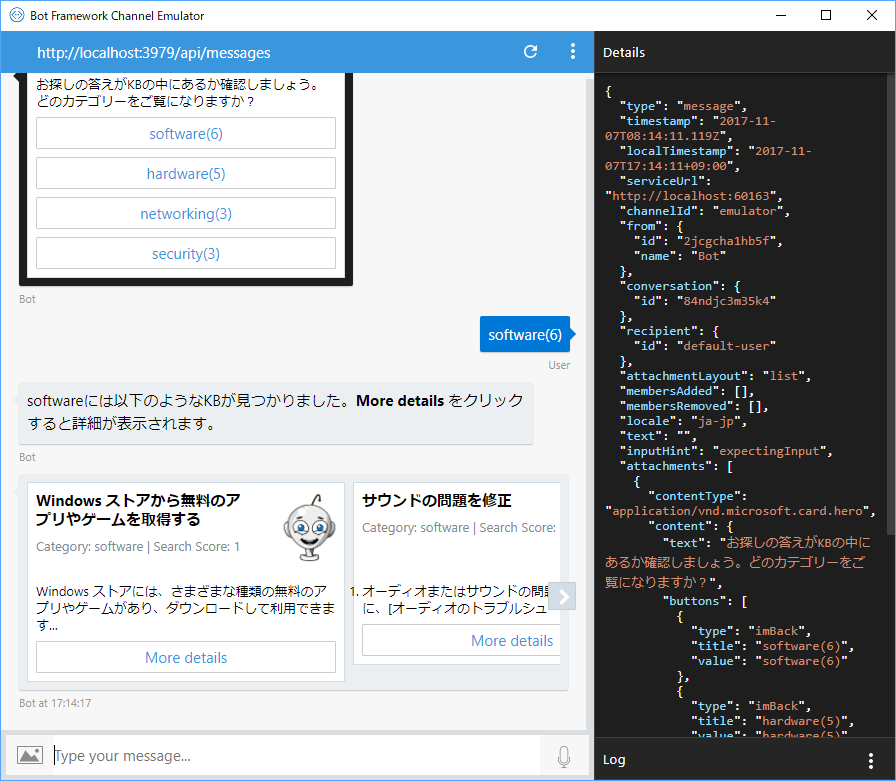 Bot Framework Channel Emulator
http://localhost:3979/api/messages
お探しの答えがKBの中にあるか確認しましょう。
どのカテゴリーをご覧になりますか？
software(6)
hardware(5)
networking(3)
security(3)
Bot
software(6)
User
softwareには以下のようなKBが見つかりました。More details をクリック
すると詳細が表示されます。
Bot
Windows ストアから無料のア
プリやゲームを取得する
Category: software | Search Score: 1
Windows ストアには、さまざまな種類の無料のア
プリやゲームがあり、ダウンロードして利用できま
す...
More details
サウンドの問題を修正
Category: software | Search Score:
1. オーディオまたはサウンドの問題
に、[オーディオのトラブルシュ
More details
Bot at 17:14:17
Type your message...
Details
{
"type": "message",
"timestamp": "2017-11-
07T08:14:11.119Z",
"localTimestamp": "2017-11-
07T17:14:11+09:00",
"serviceUrl":
"http://localhost:60163",
"channelId": "emulator",
"from": {
"id": "2jcgcha1hb5f",
"name": "Bot"
},
"conversation": {
"id": "84ndjc3m35k4"
},
"recipient": {
"id": "default-user"
},
"attachmentLayout": "list",
"membersAdded": [],
"membersRemoved": [],
"locale": "ja-jp",
"text": "",
"inputHint": "expectingInput",
"attachments": [
{
"contentType":
"application/vnd.microsoft.card.hero",
"content": {
"text": "お探しの答えがKBの中に
あるか確認しましょう。どのカテゴリーをご
覧になりますか？",
"buttons": [
{
"type": "imBack",
"title": "software(6)",
"value": "software(6)"
},
{
"type": "imBack",
"title": "hardware(5)",
"value": "hardware(5)"
Log